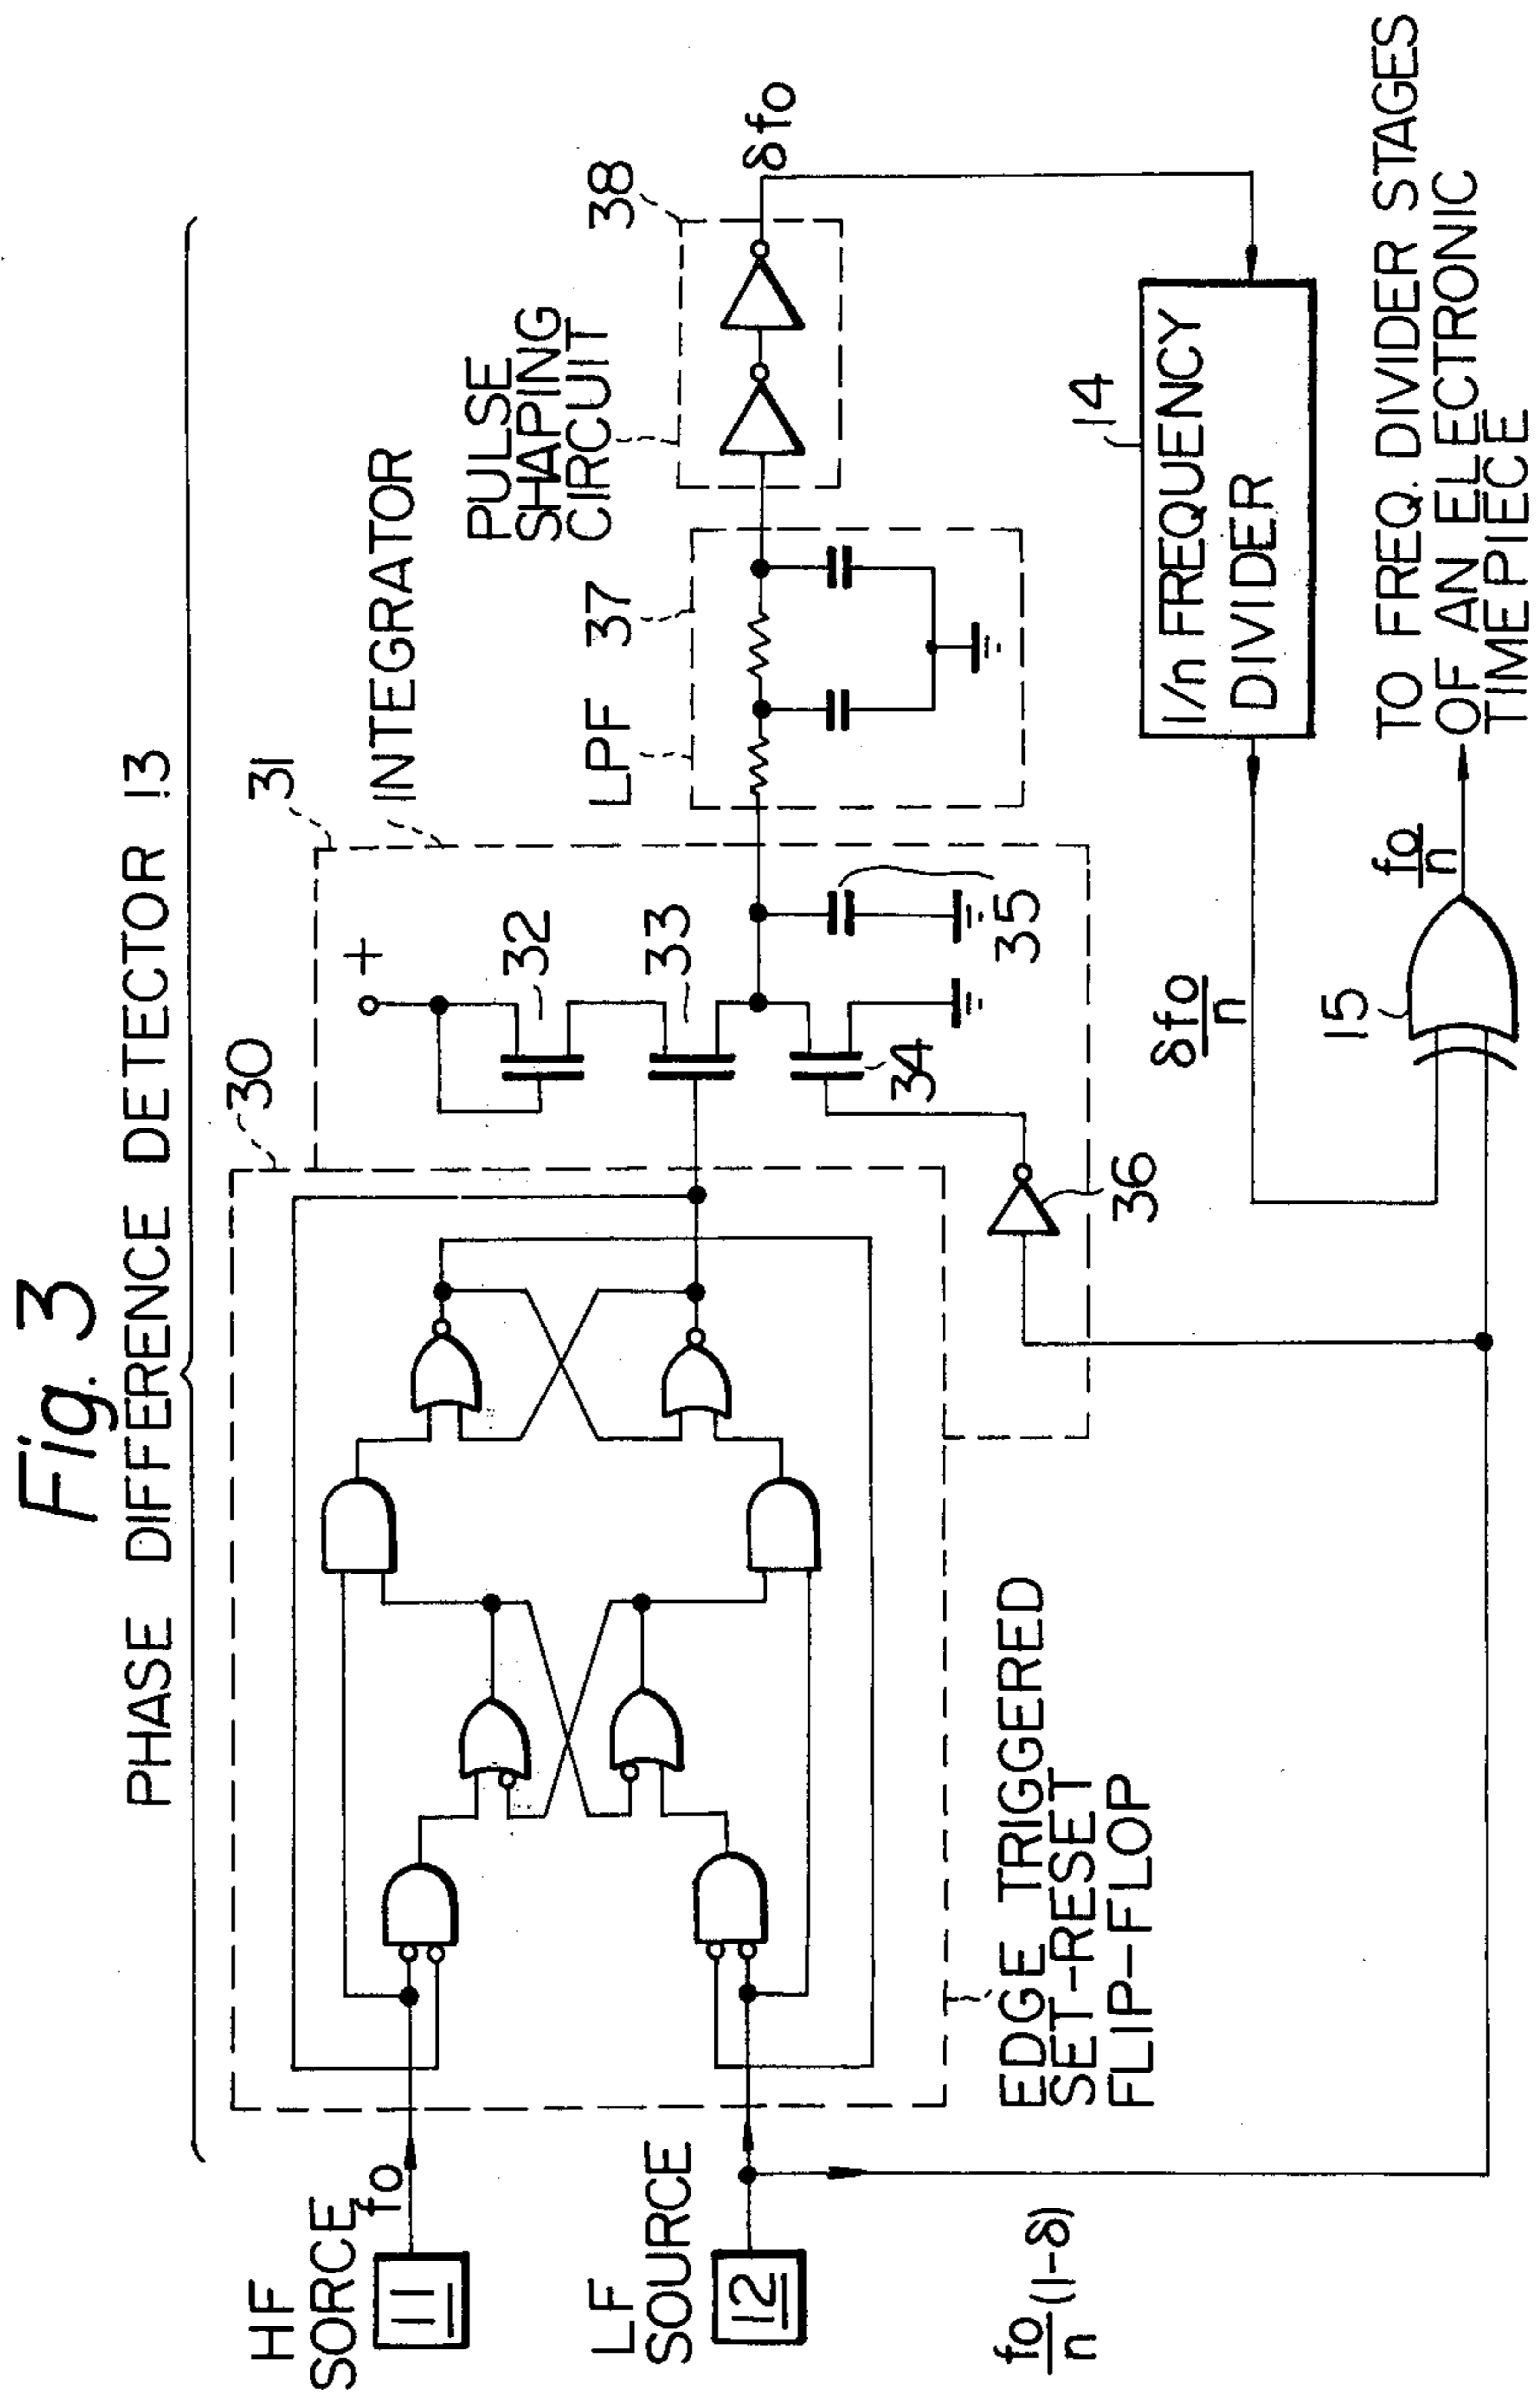 Fig. 3
PHASE DIFFERENCE DETECTOR 13
HF
SORCE
fo
11
LF
SOURCE
12
fo/n (1-δ)
30
EDGE TRIGGERED
SET-RESET
FLIP-FLOP
31
INTEGRATOR
+
32
33
34
35
36
LPF 37
PULSE
SHAPING
CIRCUIT
38
δfo
14
1/n FREQUENCY
DIVIDER
δfo/n
15
fo/n
TO FREQ. DIVIDER STAGES
OF AN ELECTRONIC
TIMEPIECE